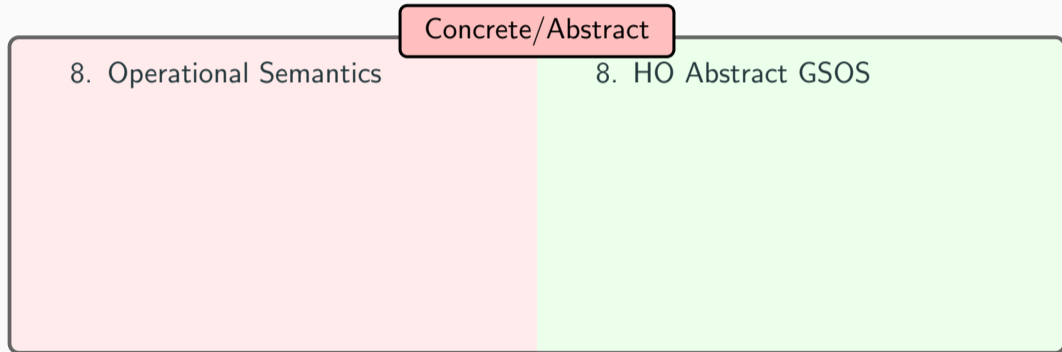 Concrete/Abstract
8. Operational Semantics
8. HO Abstract GSOS